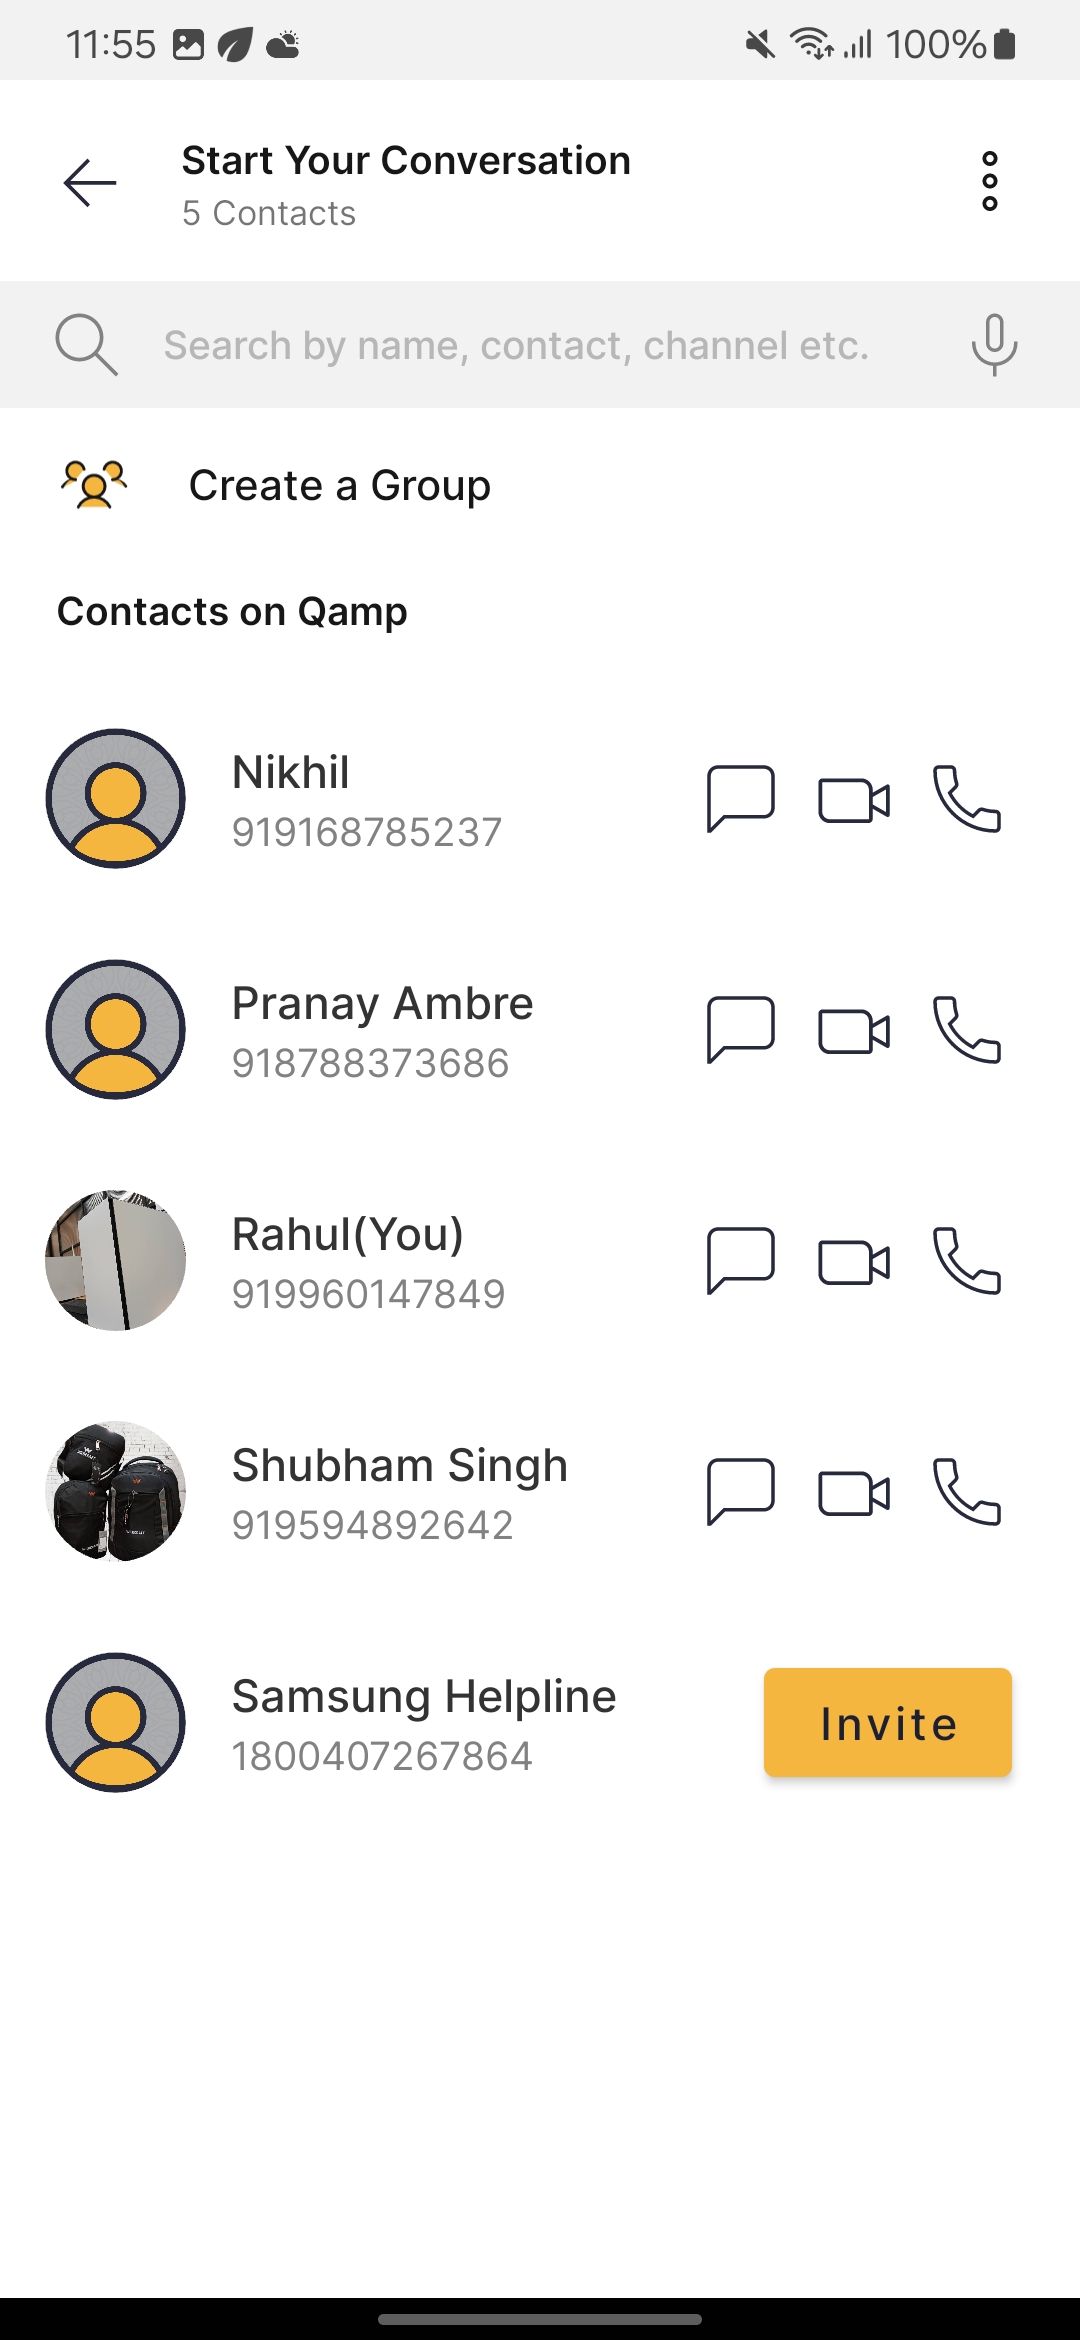 11:55 100%
Start Your Conversation
5 Contacts
Search by name, contact, channel etc.
Create a Group
Contacts on Qamp
Nikhil
919168785237
Pranay Ambre
918788373686
Rahul(You)
919960147849
Shubham Singh
919594892642
Samsung Helpline
1800407267864
Invite